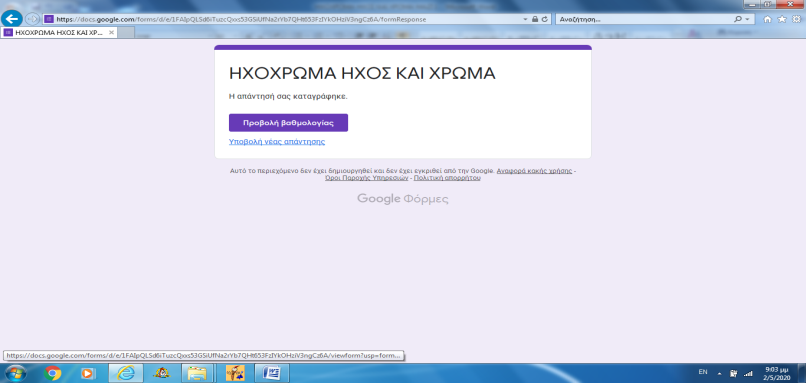 https://docs.google.com/forms/d/e/1FAIpQLSd6iTuzcQxxs53GSiUfNa2rYb7QHt653FzIYkOHziV3ngCz6A/formResponse
Αναζήτηση...
ΗΧΟΧΡΩΜΑ ΗΧΟΣ ΚΑΙ ΧΡ...
ΗΧΟΧΡΩΜΑ ΗΧΟΣ ΚΑΙ ΧΡΩΜΑ
Η απάντησή σας καταγράφηκε.
Προβολή βαθμολογίας
Υποβολή νέας απάντησης
Αυτό το περιεχόμενο δεν έχει δημιουργηθεί και δεν έχει εγκριθεί από την Google. Αναφορά κακής χρήσης -
Όροι Παροχής Υπηρεσιών - Πολιτική απορρήτου
Google Φόρμες
https://docs.google.com/forms/d/e/1FAIpQLSd6iTuzcQxxs53GSiUfNa2rYb7QHt653FzIYkOHziV3ngCz6A/viewform?usp=form...
EN
9:03 μμ
2/5/2020